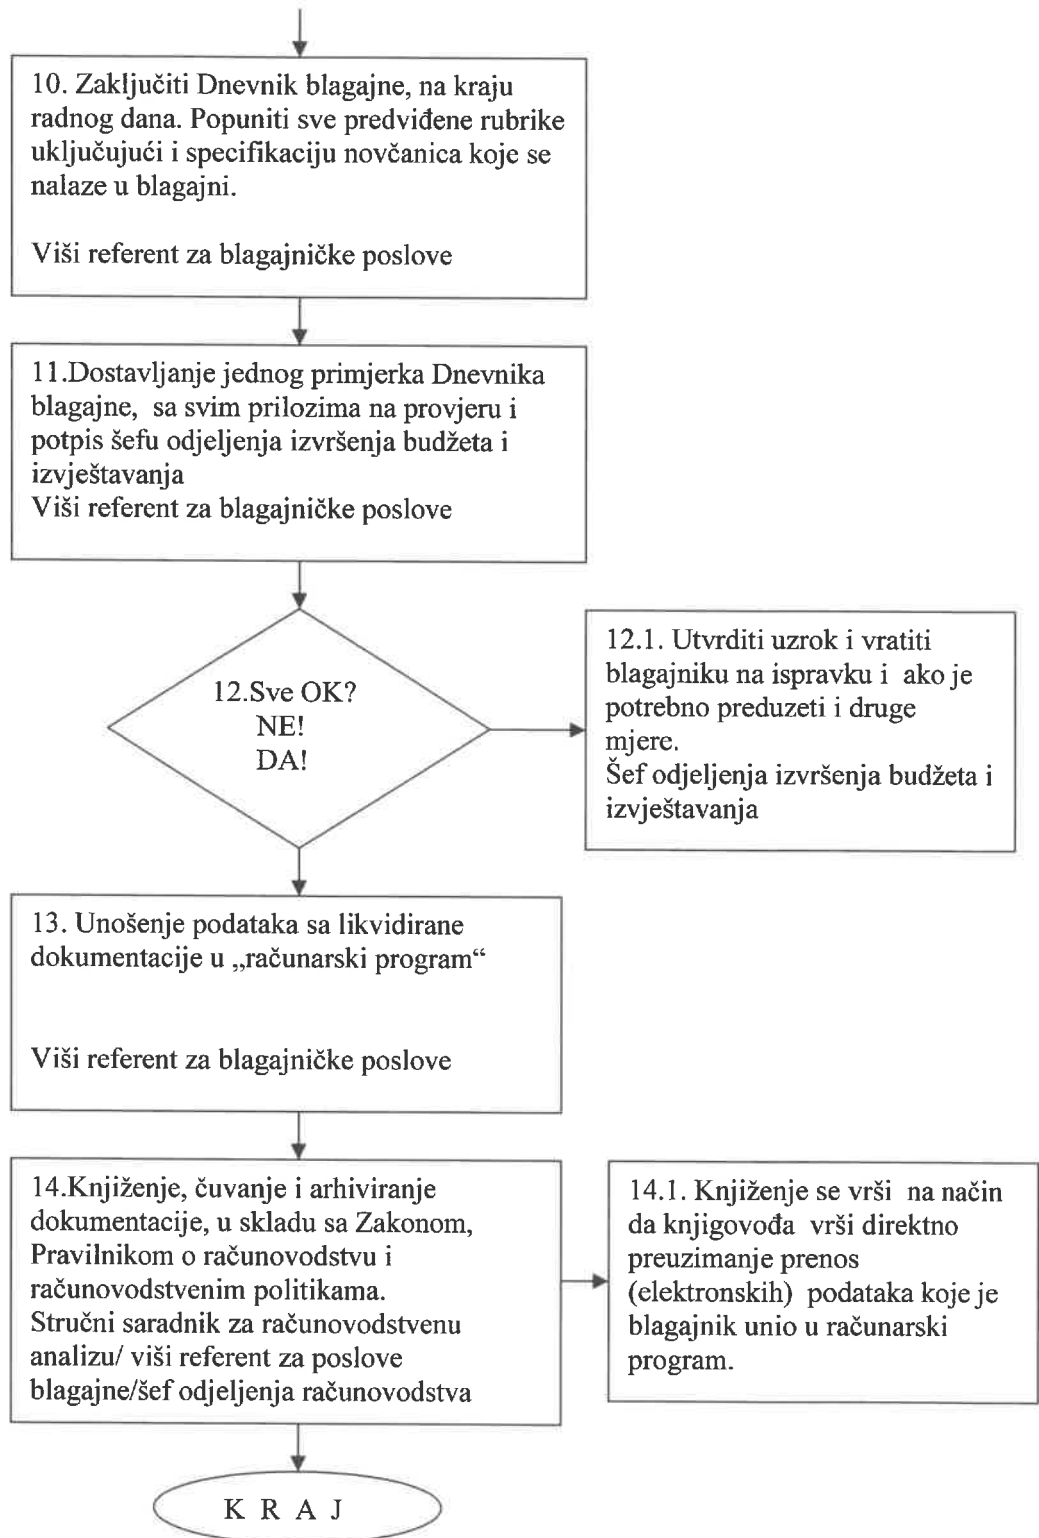 10. Zaključiti Dnevnik blagajne, na kraju
radnog dana. Popuniti sve predviđene rubrike
uključujući i specifikaciju novčanica koje se
nalaze u blagajni.
Viši referent za blagajničke poslove
11.Dostavljanje jednog primjerka Dnevnika
blagajne, sa svim prilozima na provjeru i
potpis šefu odjeljenja izvršenja budžeta i
izvještavanja
Viši referent za blagajničke poslove
12.Sve OK?
NE!
DA!
12.1. Utvrditi uzrok i vratiti
blagajniku na ispravku i ako je
potrebno preduzeti i druge
mjere.
Šef odjeljenja izvršenja budžeta i
izvještavanja
13. Unošenje podataka sa likvidirane
dokumentacije u „računarski program“
Viši referent za blagajničke poslove
14.Knjiženje, čuvanje i arhiviranje
dokumentacije, u skladu sa Zakonom,
Pravilnikom o računovodstvu i
računovodstvenim politikama.
Stručni saradnik za računovodstvenu
analizu/ viši referent za poslove
blagajne/šef odjeljenja računovodstva
14.1. Knjiženje se vrši na način
da knjigovođa vrši direktno
preuzimanje prenos
(elektronskih) podataka koje je
blagajnik unio u računarski
program.
K R A J